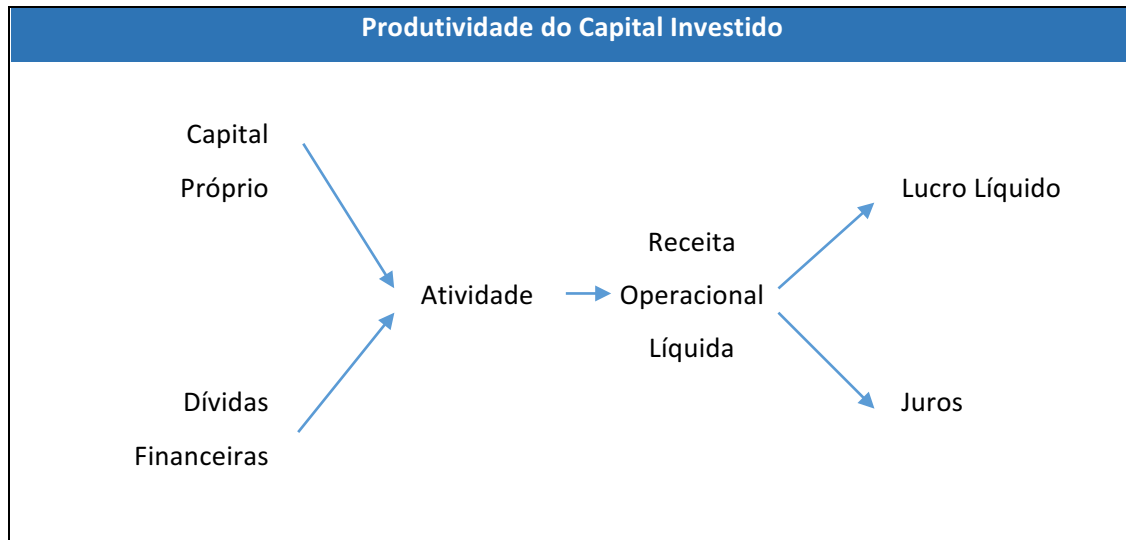 Produtividade do Capital Investido
Capital
Próprio
Dívidas
Financeiras
Atividade
Receita
Operacional
Líquida
Lucro Líquido
Juros